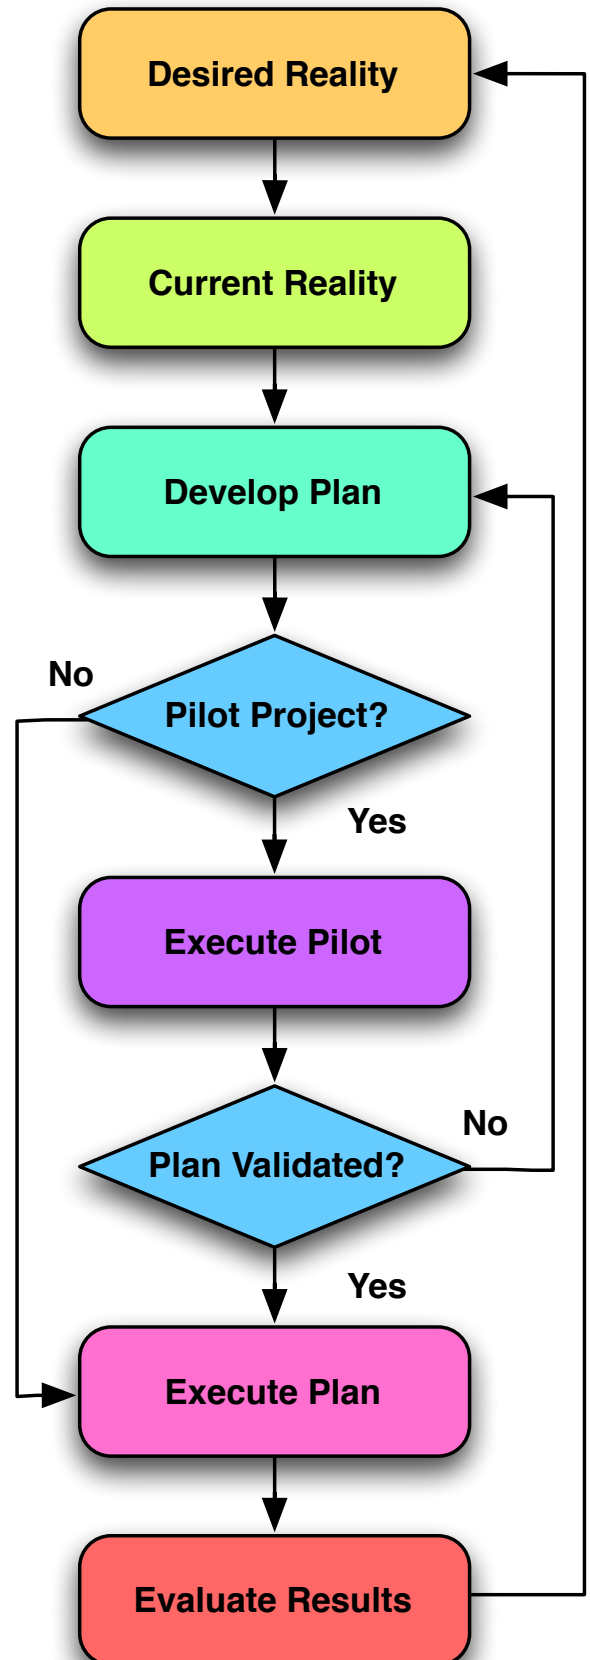 Desired Reality
Current Reality
Develop Plan
No
Pilot Project?
Yes
Execute Pilot
No
Plan Validated?
Yes
Execute Plan
Evaluate Results